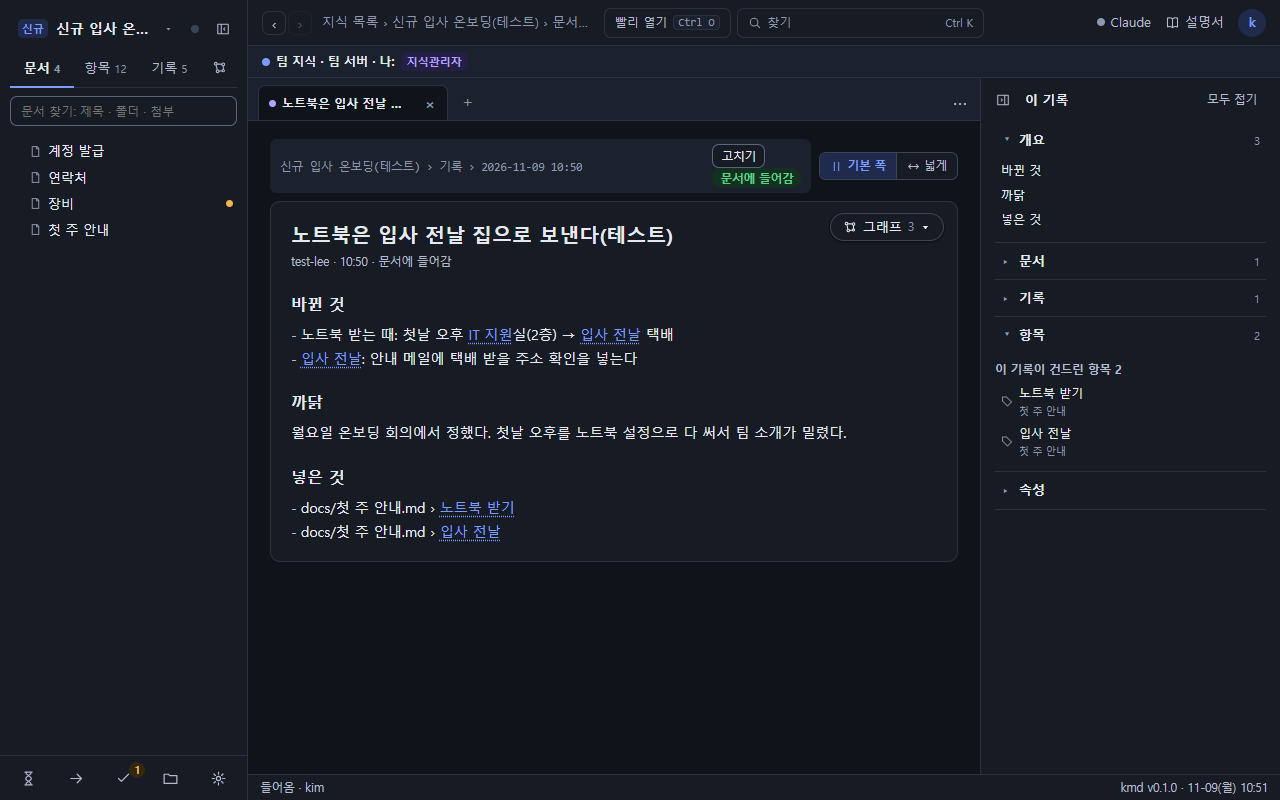 신규 신규 입사 온...
문서 4 항목 12 기록 5
문서 찾기: 제목 · 폴더 · 첨부
계정 발급
연락처
장비
첫 주 안내
1
지식 목록 › 신규 입사 온보딩(테스트) › 문서...
빨리 열기 Ctrl O
찾기 Ctrl K
Claude
설명서
k
팀 지식 · 팀 서버 · 나: 지식관리자
노트북은 입사 전날 ... ×
+
...
신규 입사 온보딩(테스트) › 기록 › 2026-11-09 10:50
고치기
문서에 들어감
기본 폭
넓게
노트북은 입사 전날 집으로 보낸다(테스트)
그래프 3
test-lee · 10:50 · 문서에 들어감
바뀐 것
- 노트북 받는 때: 첫날 오후 IT 지원실(2층) → 입사 전날 택배
- 입사 전날: 안내 메일에 택배 받을 주소 확인을 넣는다
까닭
월요일 온보딩 회의에서 정했다. 첫날 오후를 노트북 설정으로 다 써서 팀 소개가 밀렸다.
넣은 것
- docs/첫 주 안내.md › 노트북 받기
- docs/첫 주 안내.md › 입사 전날
이 기록 모두 접기
개요 3
바뀐 것
까닭
넣은 것
문서 1
기록 1
항목 2
이 기록이 건드린 항목 2
노트북 받기
첫 주 안내
입사 전날
첫 주 안내
속성
들어옴 · kim
kmd v0.1.0 · 11-09(월) 10:51